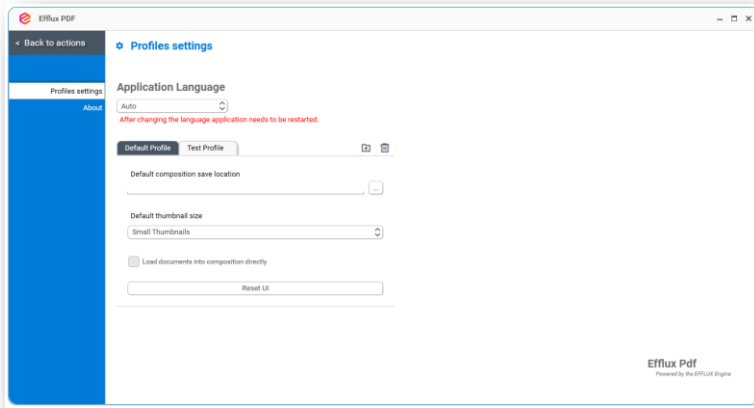 Efflux PDF
< Back to actions
Profiles settings
Profiles settings
About
Application Language
Auto
After changing the language application needs to be restarted.
Default Profile
Test Profile
Default composition save location
...
Default thumbnail size
Small Thumbnails
Load documents into composition directly
Reset UI
Efflux Pdf
Powered by the EFFLUX Engine